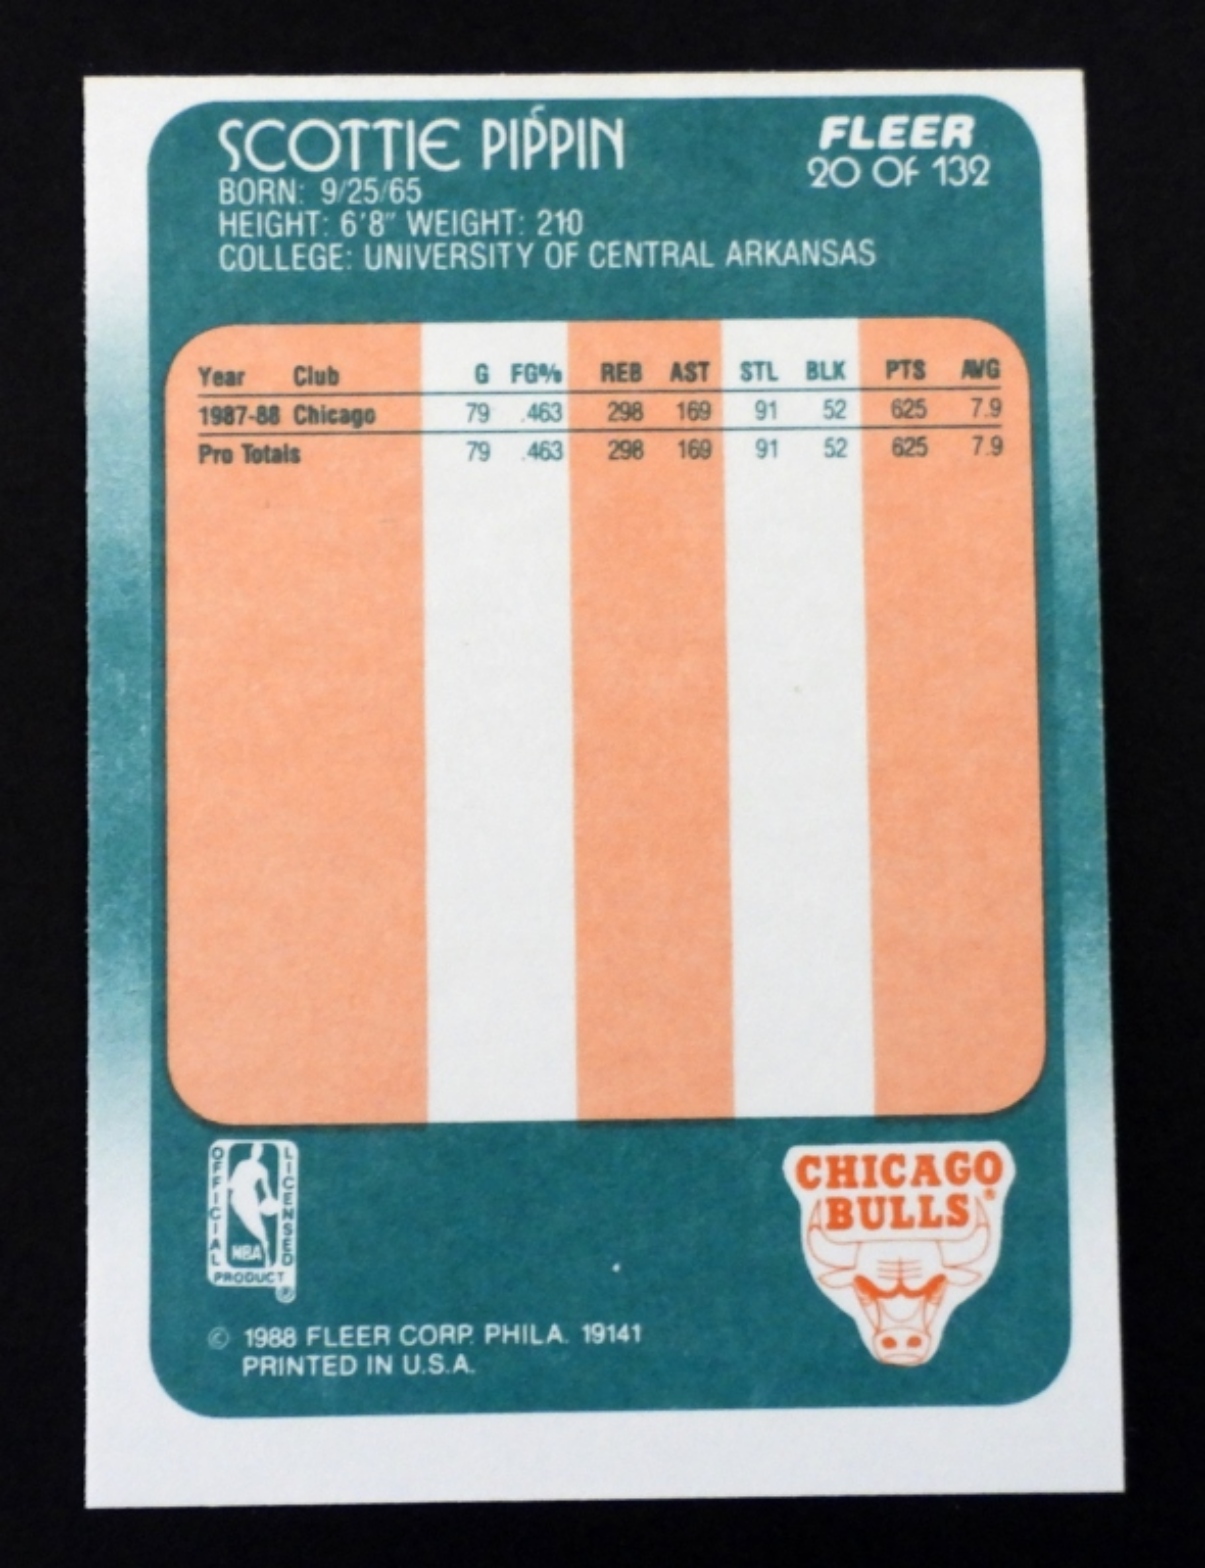 SCOTTIE PIPPIN
FLEER
20 OF 132
BORN: 9/25/65
HEIGHT: 6'8" WEIGHT: 210
COLLEGE: UNIVERSITY OF CENTRAL ARKANSAS
Year Club G FG% REB AST STL BLK PTS AVG
1987-88 Chicago 79 .463 298 169 91 52 625 7.9
Pro Totals 79 .463 298 169 91 52 625 7.9
OFFICIAL
LICENSED
NBA
PRODUCT ®
CHICAGO
BULLS ®
© 1988 FLEER CORP. PHILA. 19141
PRINTED IN U.S.A.